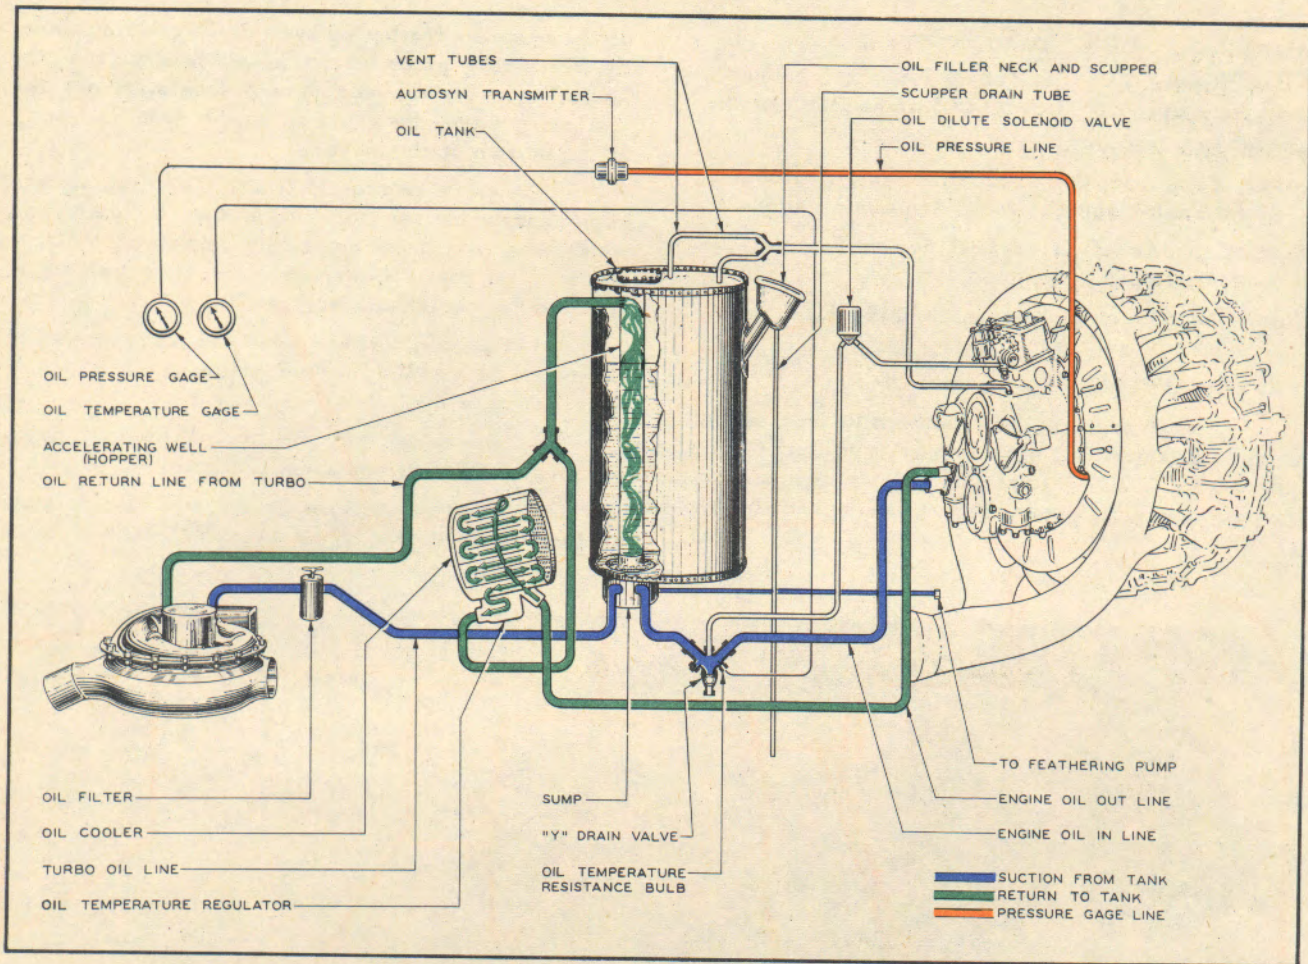 VENT TUBES
AUTOSYN TRANSMITTER
OIL TANK
OIL FILLER NECK AND SCUPPER
SCUPPER DRAIN TUBE
OIL DILUTE SOLENOID VALVE
OIL PRESSURE LINE
OIL PRESSURE GAGE
OIL TEMPERATURE GAGE
ACCELERATING WELL
(HOPPER)
OIL RETURN LINE FROM TURBO
OIL FILTER
OIL COOLER
TURBO OIL LINE
OIL TEMPERATURE REGULATOR
SUMP
"Y" DRAIN VALVE
OIL TEMPERATURE
RESISTANCE BULB
TO FEATHERING PUMP
ENGINE OIL OUT LINE
ENGINE OIL IN LINE
SUCTION FROM TANK
RETURN TO TANK
PRESSURE GAGE LINE